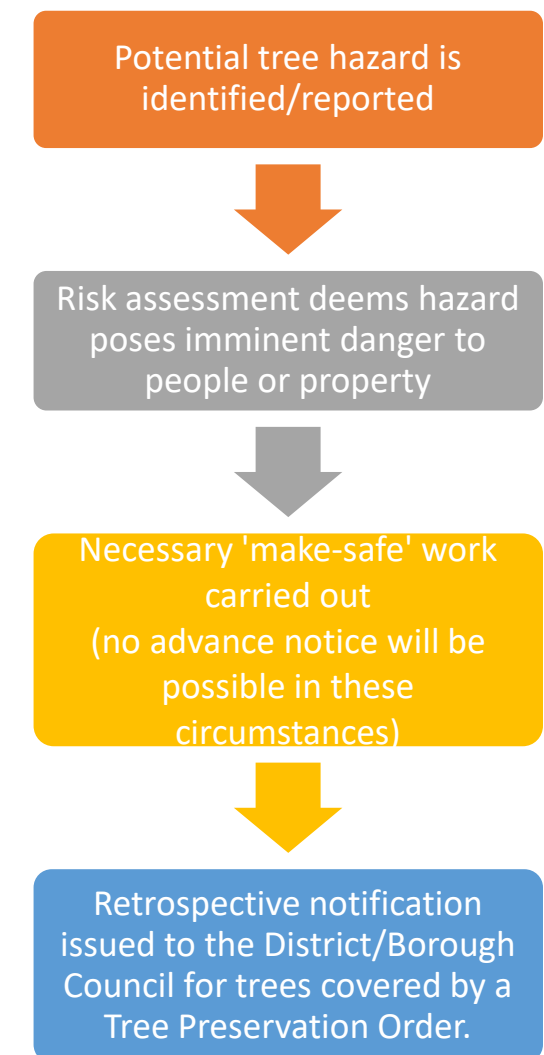 Potential tree hazard is
identified/reported
Risk assessment deems hazard
poses imminent danger to
people or property
Necessary 'make-safe' work
carried out
(no advance notice will be
possible in these
circumstances)
Retrospective notification
issued to the District/Borough
Council for trees covered by a
Tree Preservation Order.